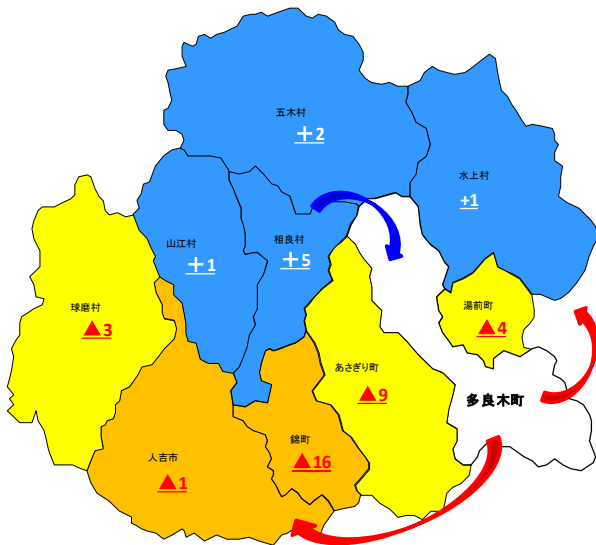 五木村
+2
水上村
+1
山江村
+1
相良村
+5
球磨村
▲3
湯前町
▲4
あさぎり町
▲9
多良木町
錦町
▲16
人吉市
▲1